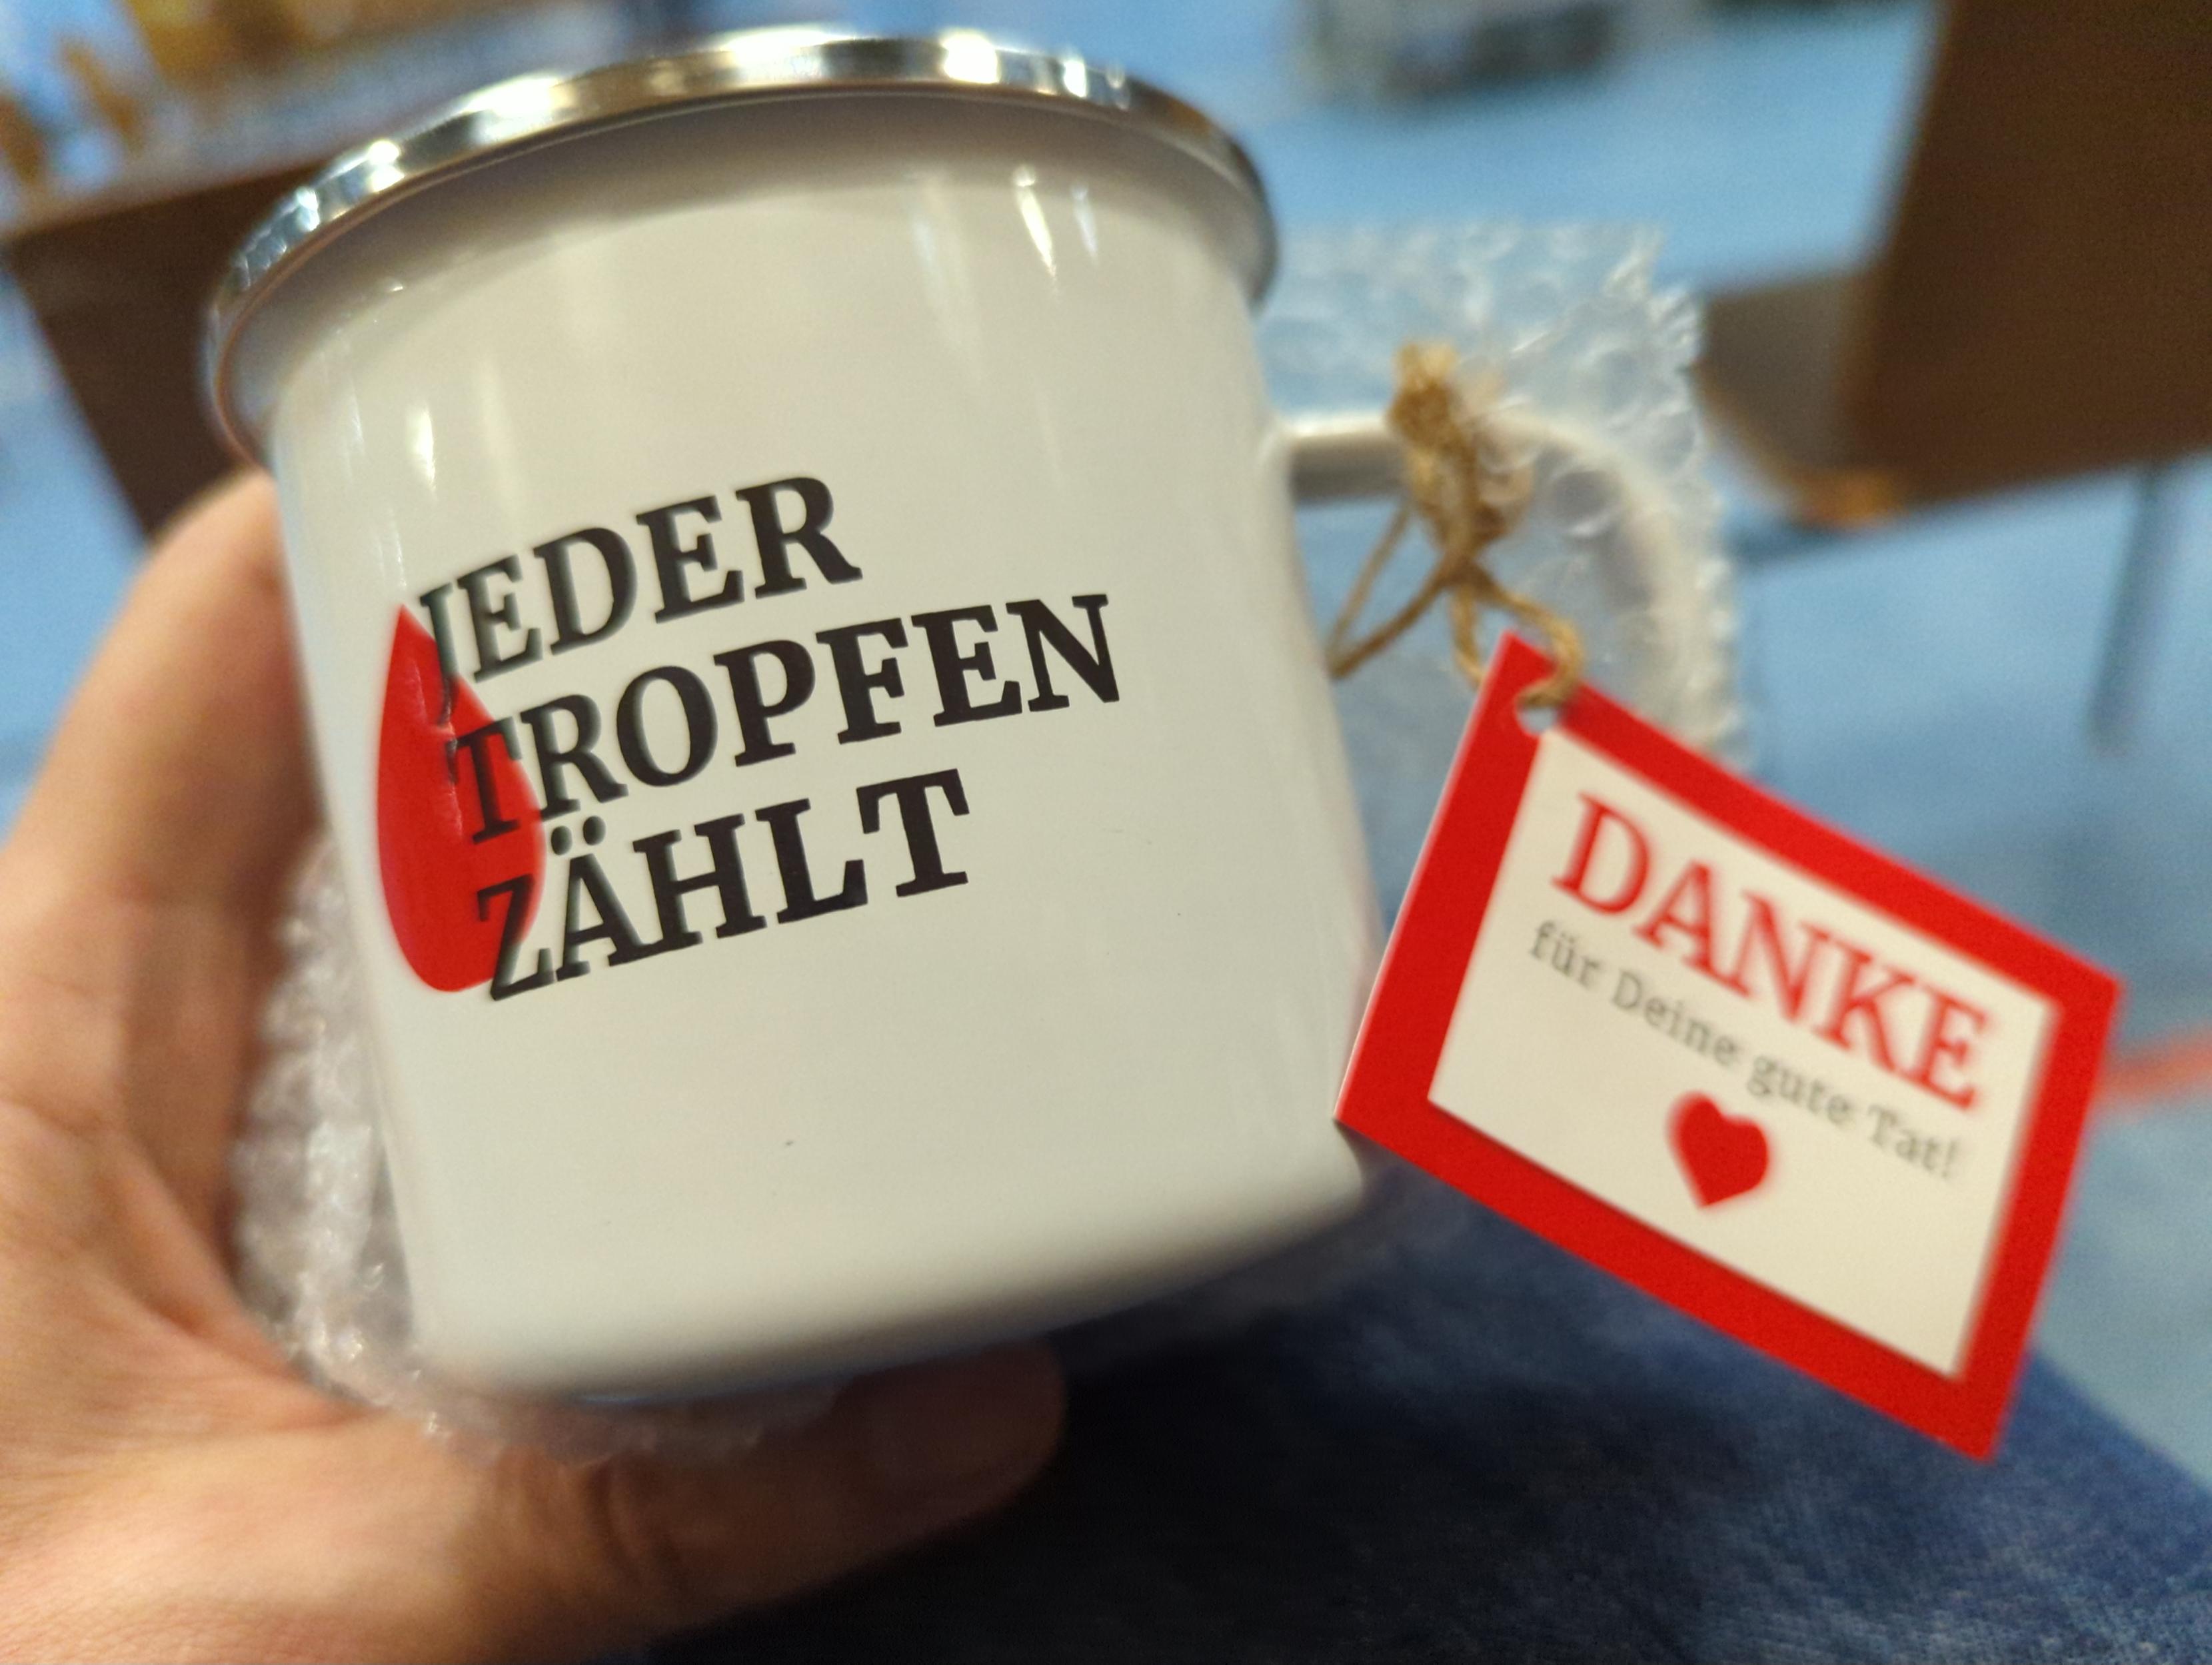 JEDER
TROPFEN
ZÄHLT
DANKE
für Deine gute Tat!